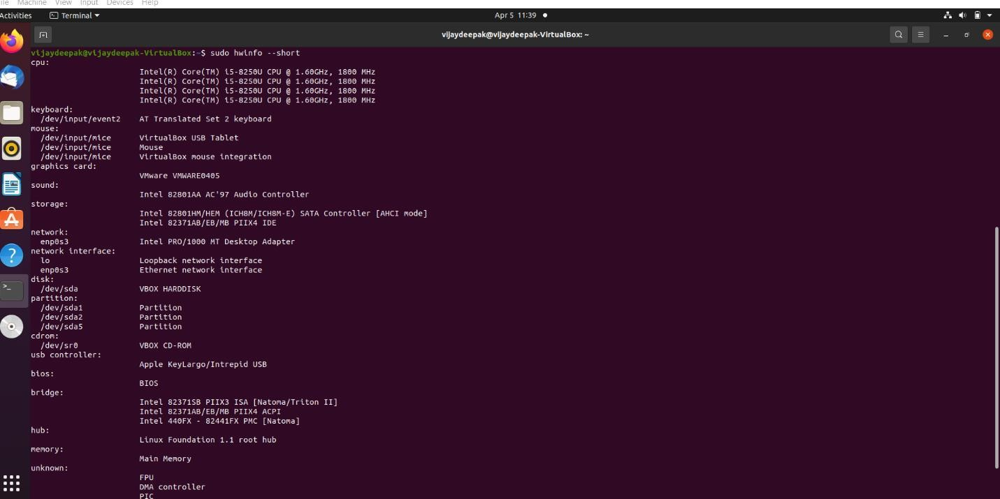 Machine View Input Devices Help
Activities Terminal Apr 5 11:39
vijaydeepak@vijaydeepak-VirtualBox: ~
vijaydeepak@vijaydeepak-VirtualBox:~$ sudo hwinfo --short
cpu:
Intel(R) Core(TM) i5-8250U CPU @ 1.60GHz, 1800 MHz
Intel(R) Core(TM) i5-8250U CPU @ 1.60GHz, 1800 MHz
Intel(R) Core(TM) i5-8250U CPU @ 1.60GHz, 1800 MHz
Intel(R) Core(TM) i5-8250U CPU @ 1.60GHz, 1800 MHz
keyboard:
/dev/input/event2 AT Translated Set 2 keyboard
mouse:
/dev/input/mice VirtualBox USB Tablet
/dev/input/mice Mouse
/dev/input/mice VirtualBox mouse integration
graphics card:
VMware VMWARE0405
sound:
Intel 82801AA AC'97 Audio Controller
storage:
Intel 82801HM/HEM (ICH8M/ICH8M-E) SATA Controller [AHCI mode]
Intel 82371AB/EB/MB PIIX4 IDE
network:
enp0s3 Intel PRO/1000 MT Desktop Adapter
network interface:
lo Loopback network interface
enp0s3 Ethernet network interface
disk:
/dev/sda VBOX HARDDISK
partition:
/dev/sda1 Partition
/dev/sda2 Partition
/dev/sda5 Partition
cdrom:
/dev/sr0 VBOX CD-ROM
usb controller:
Apple KeyLargo/Intrepid USB
bios:
BIOS
bridge:
Intel 82371SB PIIX3 ISA [Natoma/Triton II]
Intel 82371AB/EB/MB PIIX4 ACPI
Intel 440FX - 82441FX PMC [Natoma]
hub:
Linux Foundation 1.1 root hub
memory:
Main Memory
unknown:
FPU
DMA controller
PIC